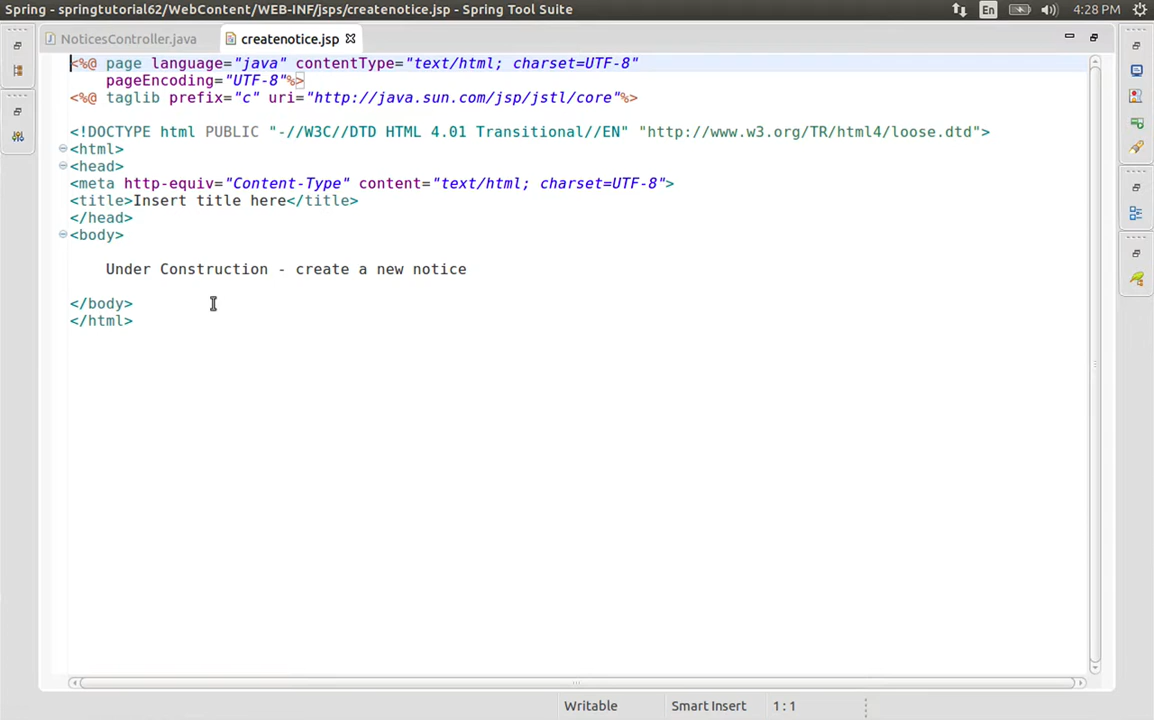 Spring - springtutorial62/WebContent/WEB-INF/jsps/createnotice.jsp - Spring Tool Suite
En
4:28 PM
NoticesController.java
createnotice.jsp
<%@ page language="java" contentType="text/html; charset=UTF-8"
    pageEncoding="UTF-8"%>
<%@ taglib prefix="c" uri="http://java.sun.com/jsp/jstl/core"%>
<!DOCTYPE html PUBLIC "-//W3C//DTD HTML 4.01 Transitional//EN" "http://www.w3.org/TR/html4/loose.dtd">
<html>
<head>
<meta http-equiv="Content-Type" content="text/html; charset=UTF-8">
<title>Insert title here</title>
</head>
<body>
    Under Construction - create a new notice
</body>
</html>
Writable
Smart Insert
1 : 1